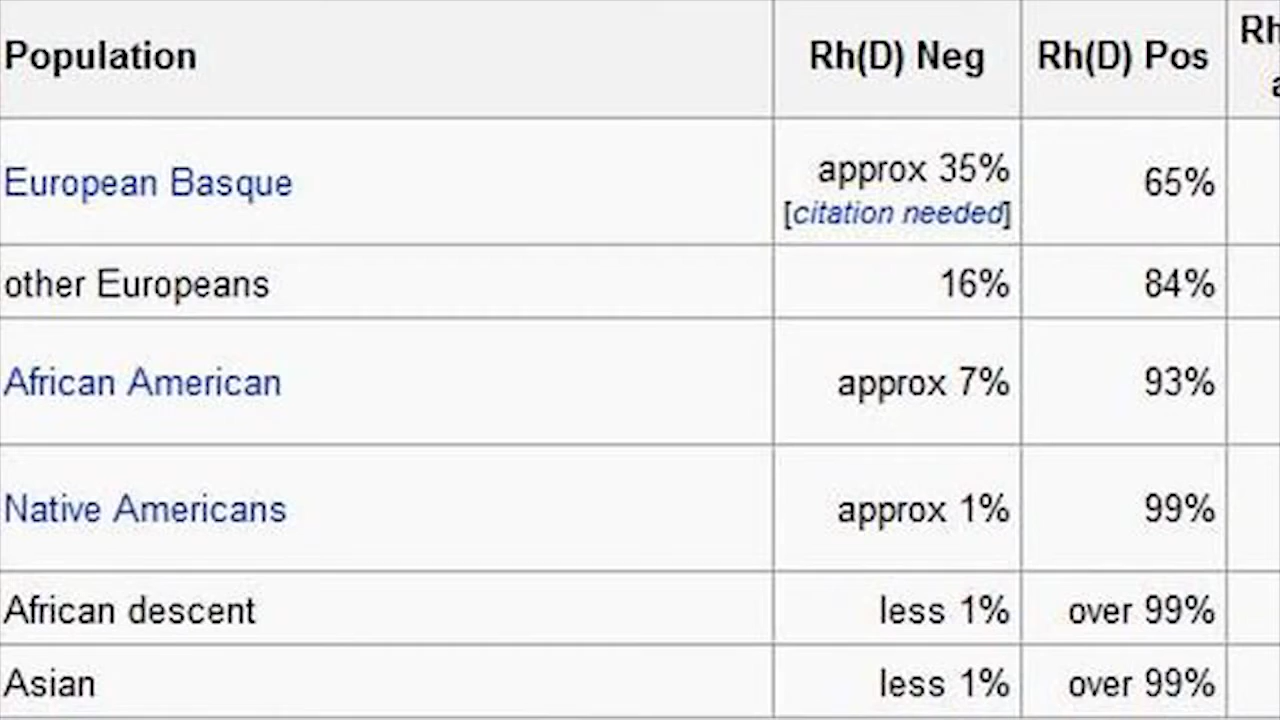 Population Rh(D) Neg Rh(D) Pos Rh
European Basque approx 35% 65%
[citation needed]
other Europeans 16% 84%
African American approx 7% 93%
Native Americans approx 1% 99%
African descent less 1% over 99%
Asian less 1% over 99%